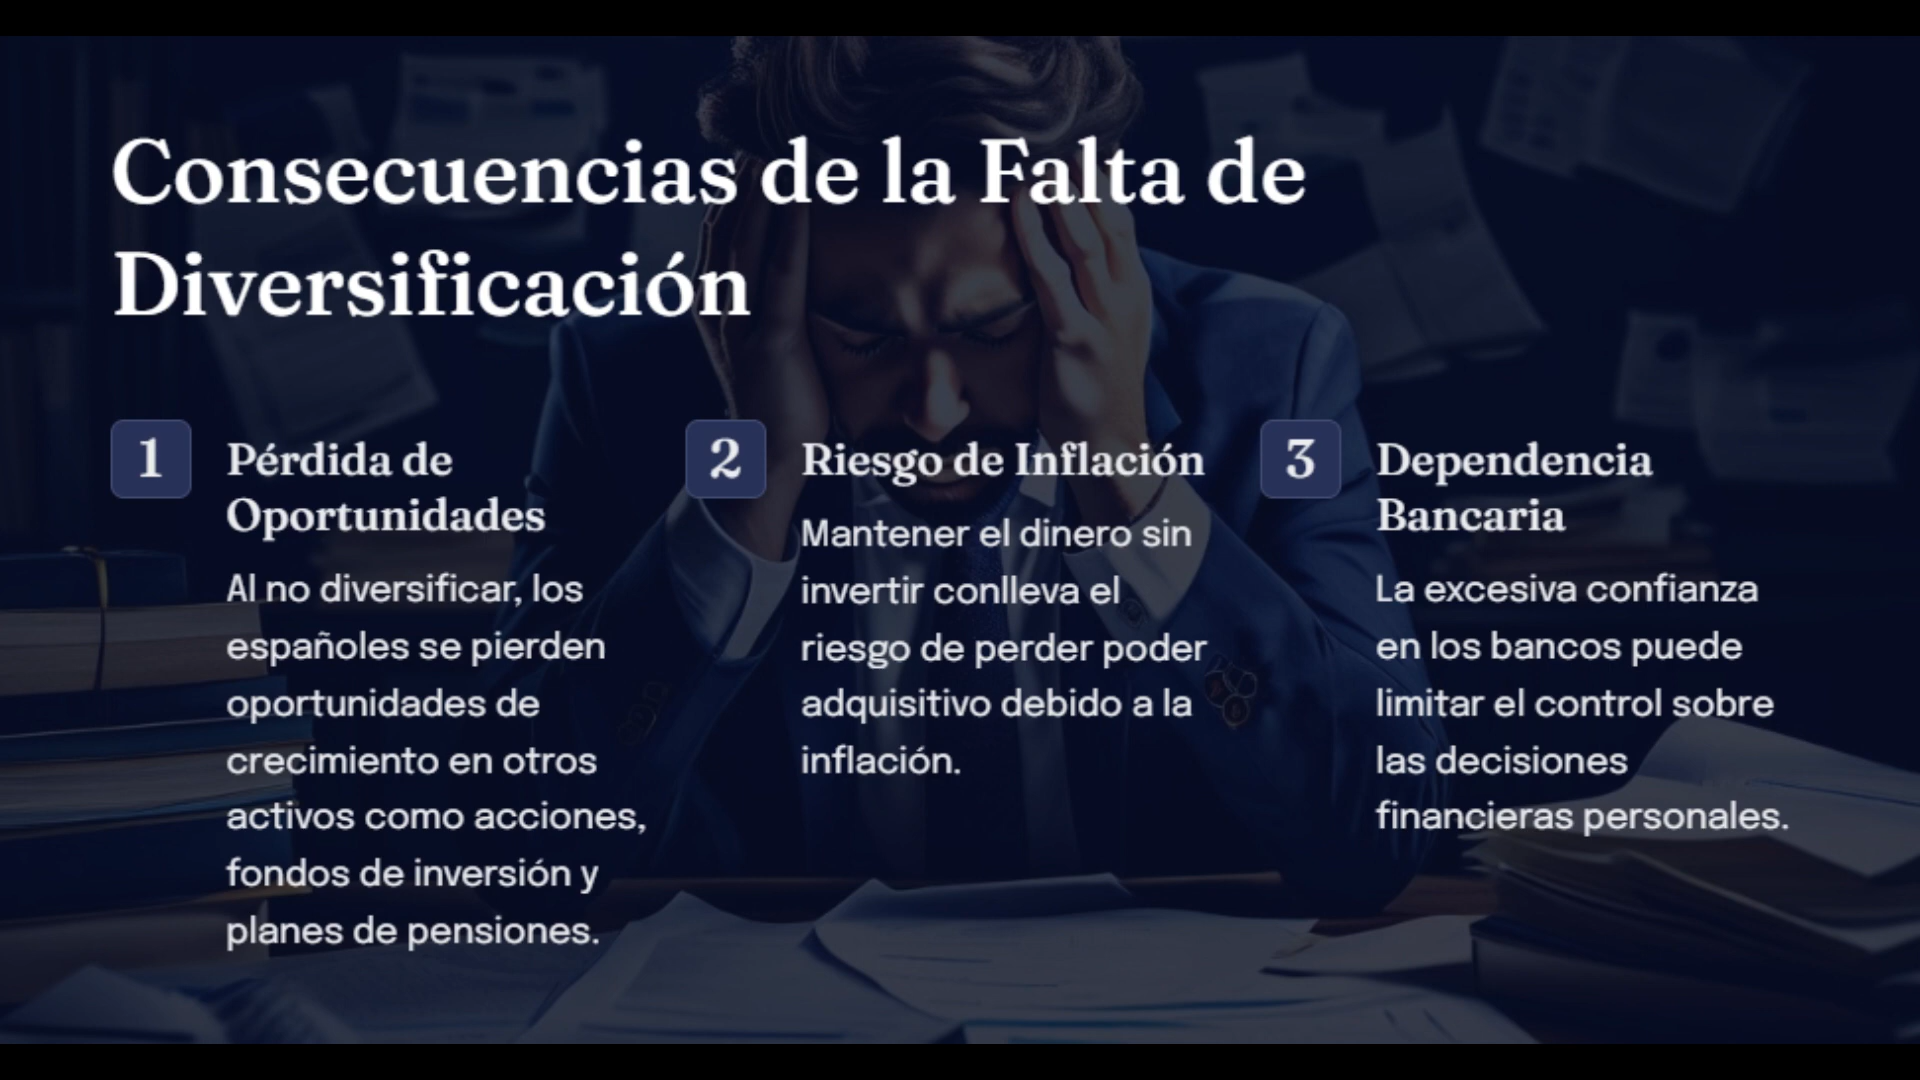 Consecuencias de la Falta de
Diversificación
1
Pérdida de
Oportunidades
Al no diversificar, los
españoles se pierden
oportunidades de
crecimiento en otros
activos como acciones,
fondos de inversión y
planes de pensiones.
2
Riesgo de Inflación
Mantener el dinero sin
invertir conlleva el
riesgo de perder poder
adquisitivo debido a la
inflación.
3
Dependencia
Bancaria
La excesiva confianza
en los bancos puede
limitar el control sobre
las decisiones
financieras personales.